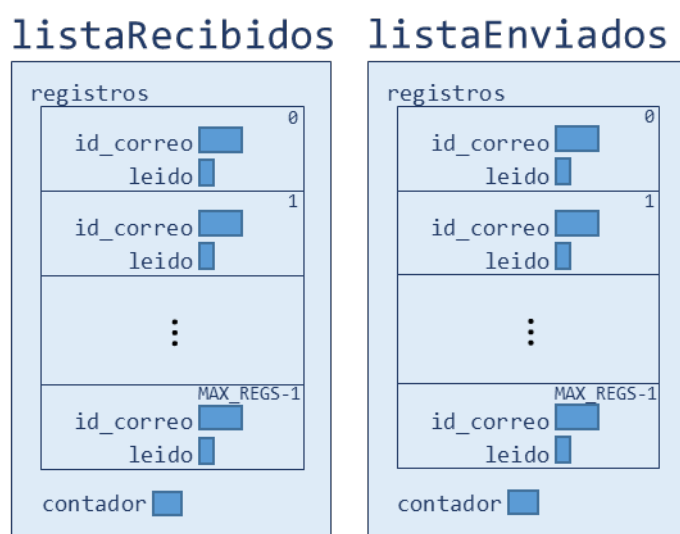 listaRecibidos
registros
0
id_correo
leido
1
id_correo
leido
⋮
MAX_REGS-1
id_correo
leido
contador
listaEnviados
registros
0
id_correo
leido
1
id_correo
leido
⋮
MAX_REGS-1
id_correo
leido
contador